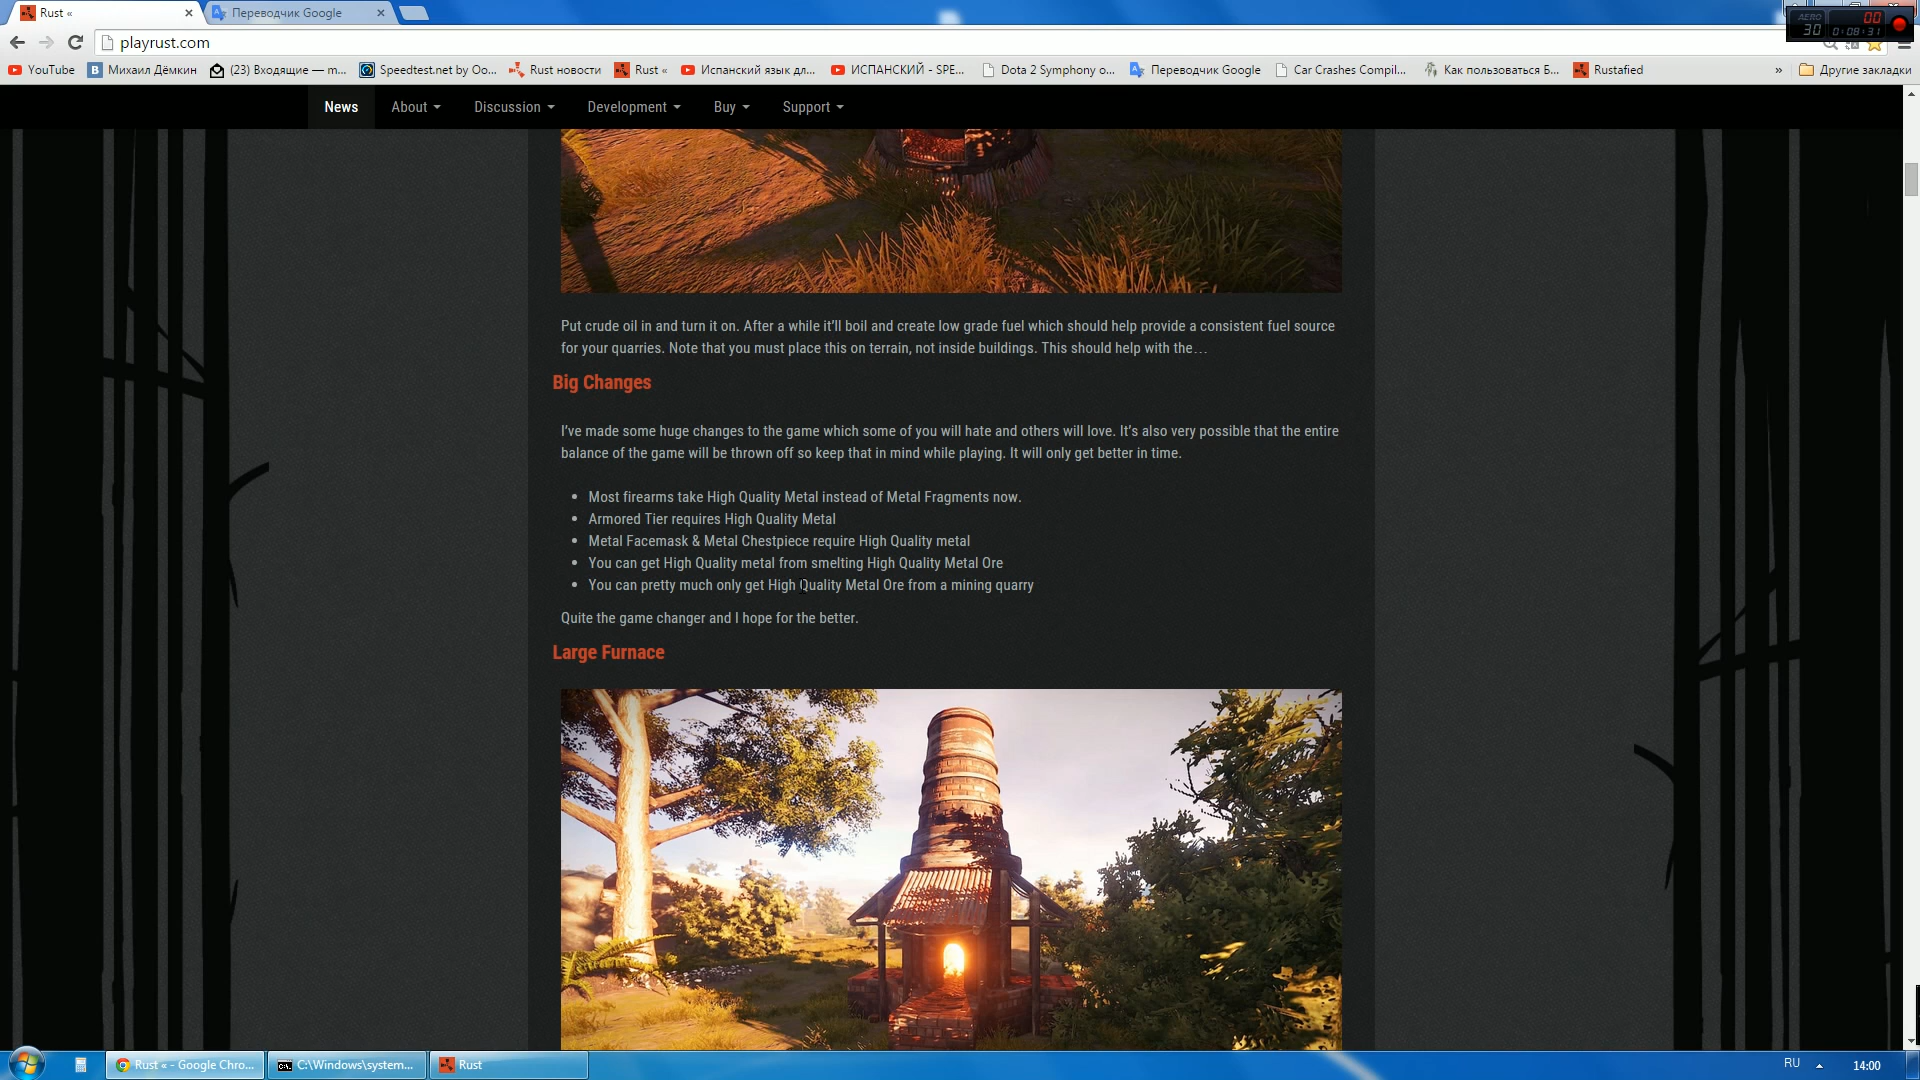 Rust «
Переводчик Google
AERO
30
00
0:08:31
playrust.com
YouTube
Михаил Дёмкин
(23) Входящие — m...
Speedtest.net by Oo...
Rust новости
Rust «
Испанский язык дл...
ИСПАНСКИЙ - SPE...
Dota 2 Symphony o...
Переводчик Google
Car Crashes Compil...
Как пользоваться Б...
Rustafied
»
Другие закладки
News
About
Discussion
Development
Buy
Support
Put crude oil in and turn it on. After a while it’ll boil and create low grade fuel which should help provide a consistent fuel source
for your quarries. Note that you must place this on terrain, not inside buildings. This should help with the…
Big Changes
I’ve made some huge changes to the game which some of you will hate and others will love. It’s also very possible that the entire
balance of the game will be thrown off so keep that in mind while playing. It will only get better in time.
• Most firearms take High Quality Metal instead of Metal Fragments now.
• Armored Tier requires High Quality Metal
• Metal Facemask & Metal Chestpiece require High Quality metal
• You can get High Quality metal from smelting High Quality Metal Ore
• You can pretty much only get High Quality Metal Ore from a mining quarry
Quite the game changer and I hope for the better.
Large Furnace
Rust « - Google Chro...
C:\Windows\system...
Rust
RU
14:00